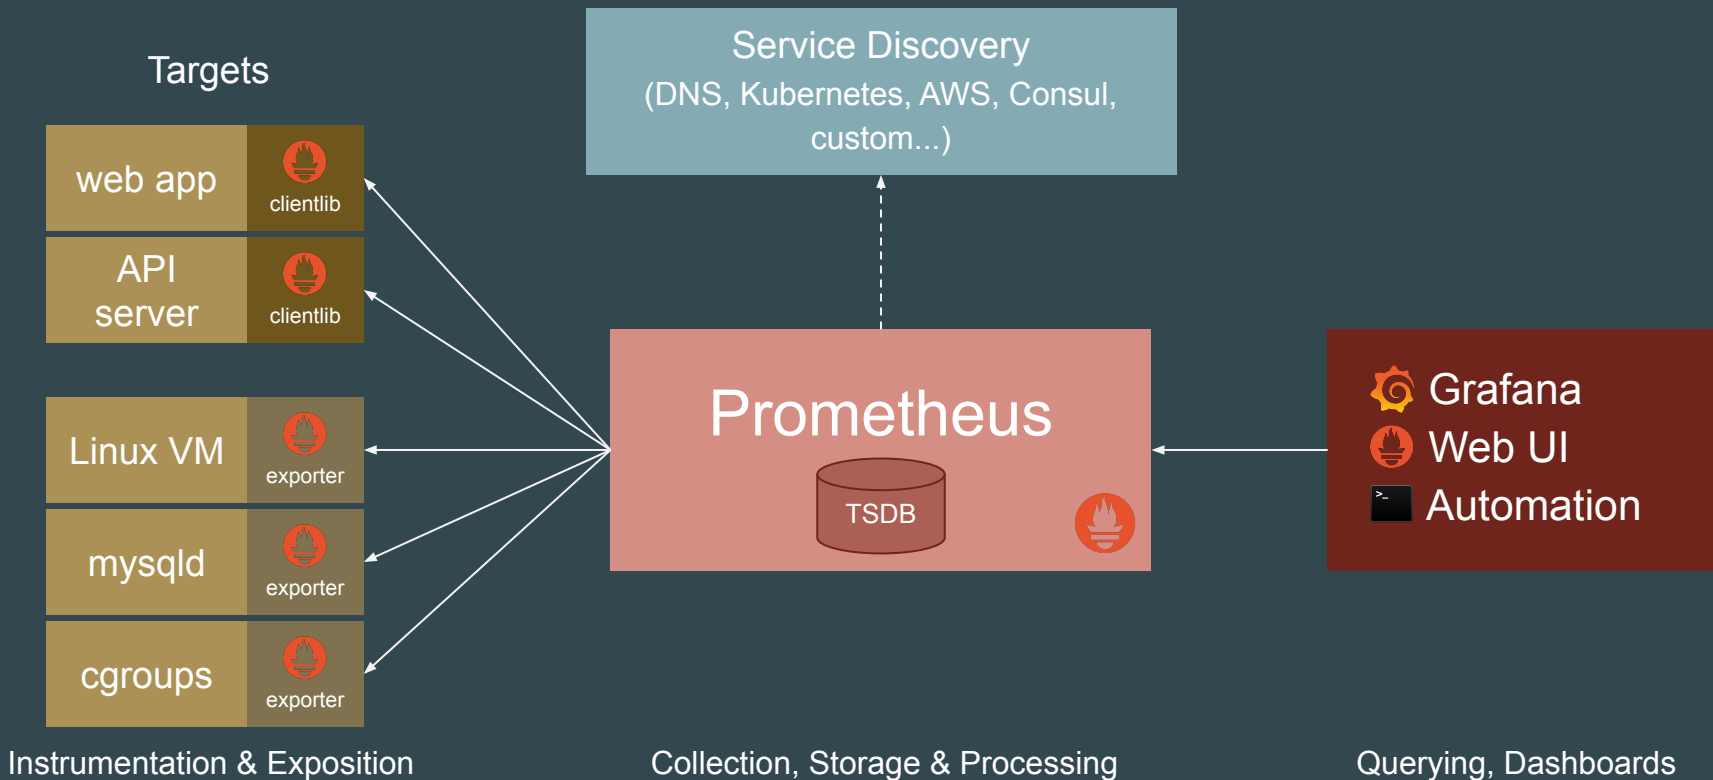 Targets
web app
clientlib
API
server
clientlib
Linux VM
exporter
mysqld
exporter
cgroups
exporter
Instrumentation & Exposition
Service Discovery
(DNS, Kubernetes, AWS, Consul,
custom...)
Prometheus
TSDB
Collection, Storage & Processing
Grafana
Web UI
>_
Automation
Querying, Dashboards